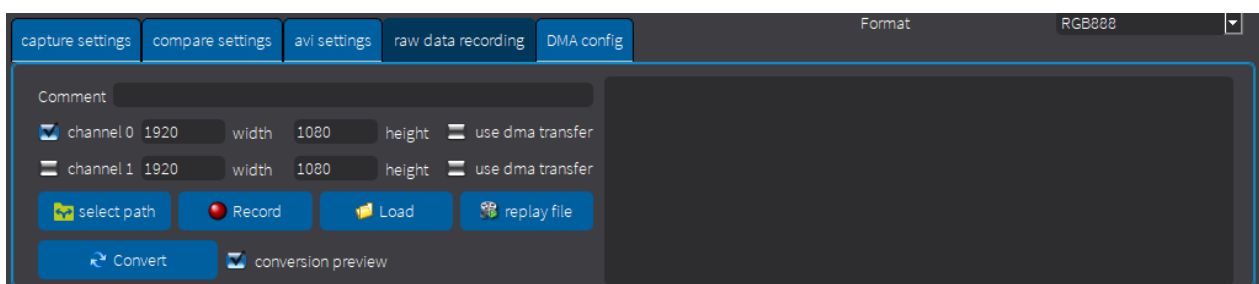 Format RGB888
capture settings compare settings avi settings raw data recording DMA config
Comment
channel 0 1920 width 1080 height use dma transfer
channel 1 1920 width 1080 height use dma transfer
select path Record Load replay file
Convert conversion preview